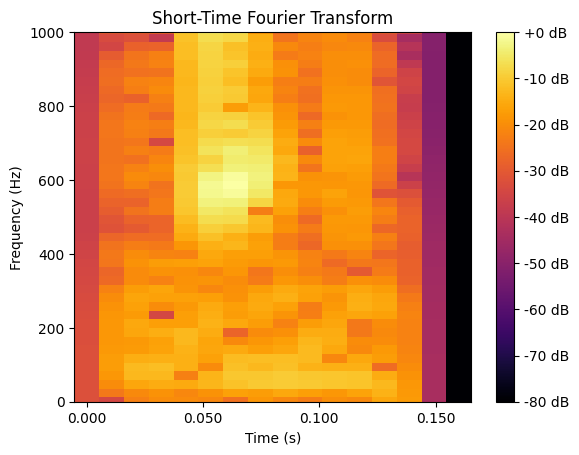 Short-Time Fourier Transform
1000
800
600
400
200
0
Frequency (Hz)
0.000
0.050
0.100
0.150
Time (s)
+0 dB
-10 dB
-20 dB
-30 dB
-40 dB
-50 dB
-60 dB
-70 dB
-80 dB